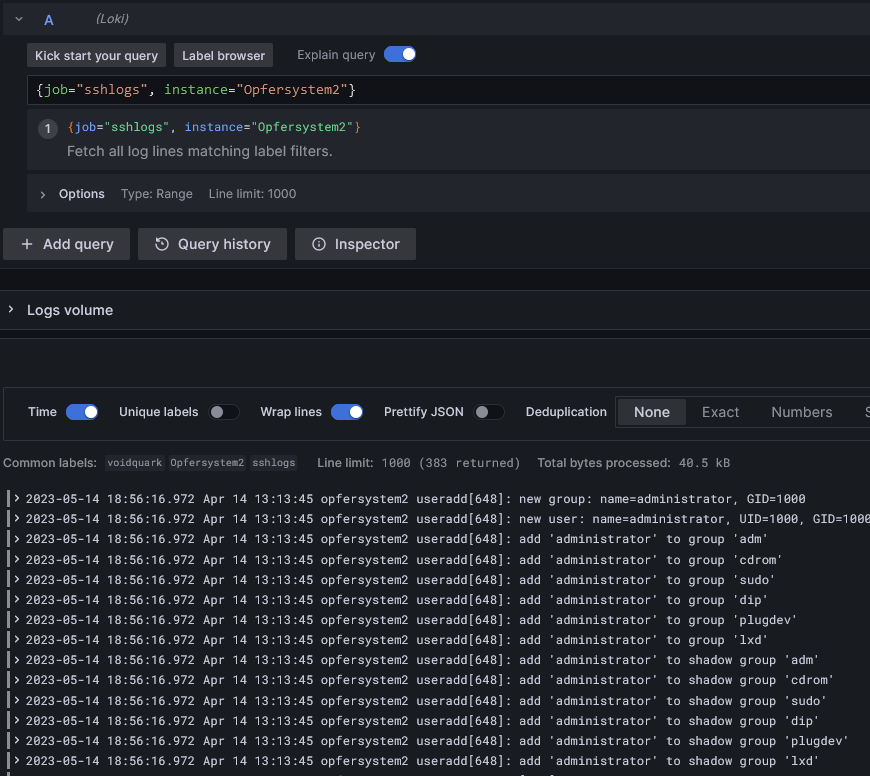 A (Loki)
Kick start your query Label browser Explain query
{job="sshlogs", instance="Opfersystem2"}
1 {job="sshlogs", instance="Opfersystem2"}
Fetch all log lines matching label filters.
Options Type: Range Line limit: 1000
+ Add query Query history Inspector
Logs volume
Time Unique labels Wrap lines Prettify JSON Deduplication None Exact Numbers S
Common labels: voidquark Opfersystem2 sshlogs Line limit: 1000 (383 returned) Total bytes processed: 40.5 kB
2023-05-14 18:56:16.972 Apr 14 13:13:45 opfersystem2 useradd[648]: new group: name=administrator, GID=1000
2023-05-14 18:56:16.972 Apr 14 13:13:45 opfersystem2 useradd[648]: new user: name=administrator, UID=1000, GID=1000
2023-05-14 18:56:16.972 Apr 14 13:13:45 opfersystem2 useradd[648]: add 'administrator' to group 'adm'
2023-05-14 18:56:16.972 Apr 14 13:13:45 opfersystem2 useradd[648]: add 'administrator' to group 'cdrom'
2023-05-14 18:56:16.972 Apr 14 13:13:45 opfersystem2 useradd[648]: add 'administrator' to group 'sudo'
2023-05-14 18:56:16.972 Apr 14 13:13:45 opfersystem2 useradd[648]: add 'administrator' to group 'dip'
2023-05-14 18:56:16.972 Apr 14 13:13:45 opfersystem2 useradd[648]: add 'administrator' to group 'plugdev'
2023-05-14 18:56:16.972 Apr 14 13:13:45 opfersystem2 useradd[648]: add 'administrator' to group 'lxd'
2023-05-14 18:56:16.972 Apr 14 13:13:45 opfersystem2 useradd[648]: add 'administrator' to shadow group 'adm'
2023-05-14 18:56:16.972 Apr 14 13:13:45 opfersystem2 useradd[648]: add 'administrator' to shadow group 'cdrom'
2023-05-14 18:56:16.972 Apr 14 13:13:45 opfersystem2 useradd[648]: add 'administrator' to shadow group 'sudo'
2023-05-14 18:56:16.972 Apr 14 13:13:45 opfersystem2 useradd[648]: add 'administrator' to shadow group 'dip'
2023-05-14 18:56:16.972 Apr 14 13:13:45 opfersystem2 useradd[648]: add 'administrator' to shadow group 'plugdev'
2023-05-14 18:56:16.972 Apr 14 13:13:45 opfersystem2 useradd[648]: add 'administrator' to shadow group 'lxd'